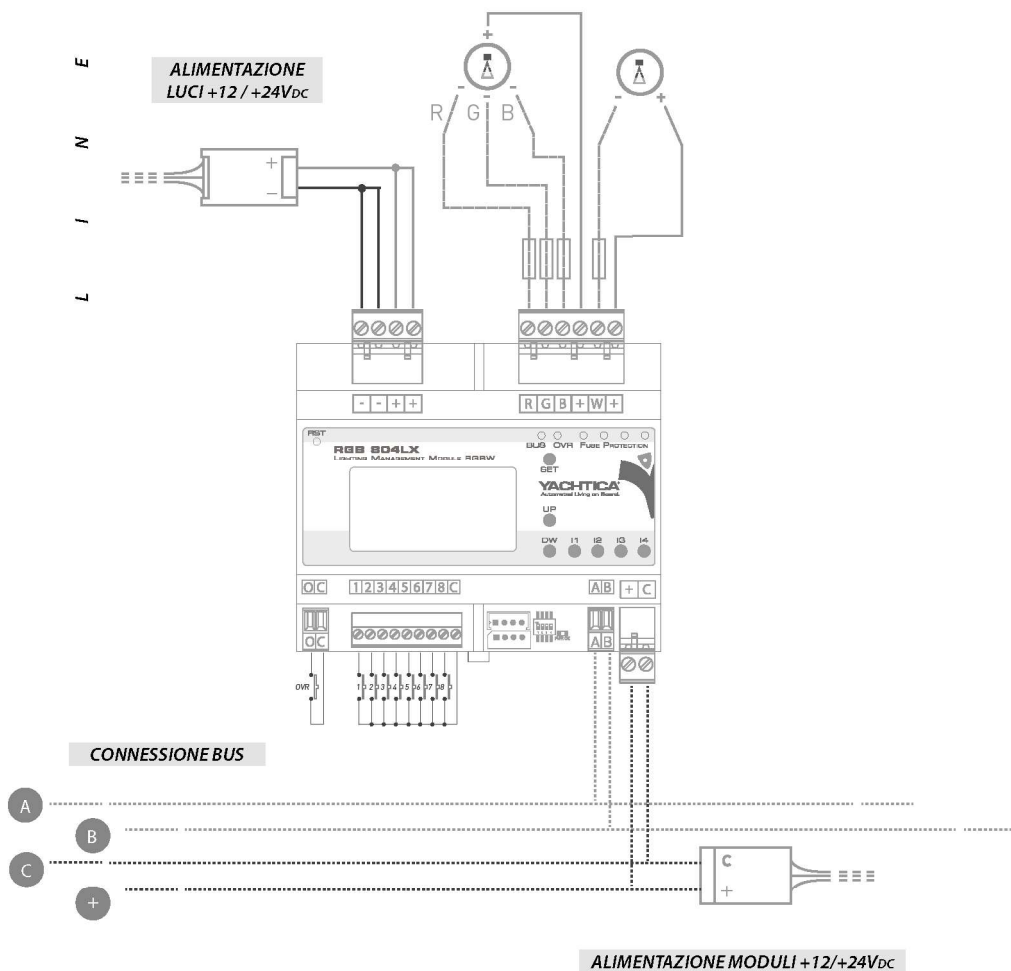 L I N E
ALIMENTAZIONE
LUCI +12 / +24VDC
+
-
+
R G B
- - -
- +
- - + +
R G B + W + 
RST
RGB 804LX
LIGHTING MANAGEMENT MODULE RGBW
BUS OVR FUSE PROTECTION
SET
YACHTICA
Automated Living on Board.
UP
DW I1 I2 I3 I4
O C
1 2 3 4 5 6 7 8 C
A B
+ C
O C
A B
OVR
1 2 3 4 5 6 7 8
CONNESSIONE BUS
A
B
C
+
C
+
ALIMENTAZIONE MODULI +12/+24VDC